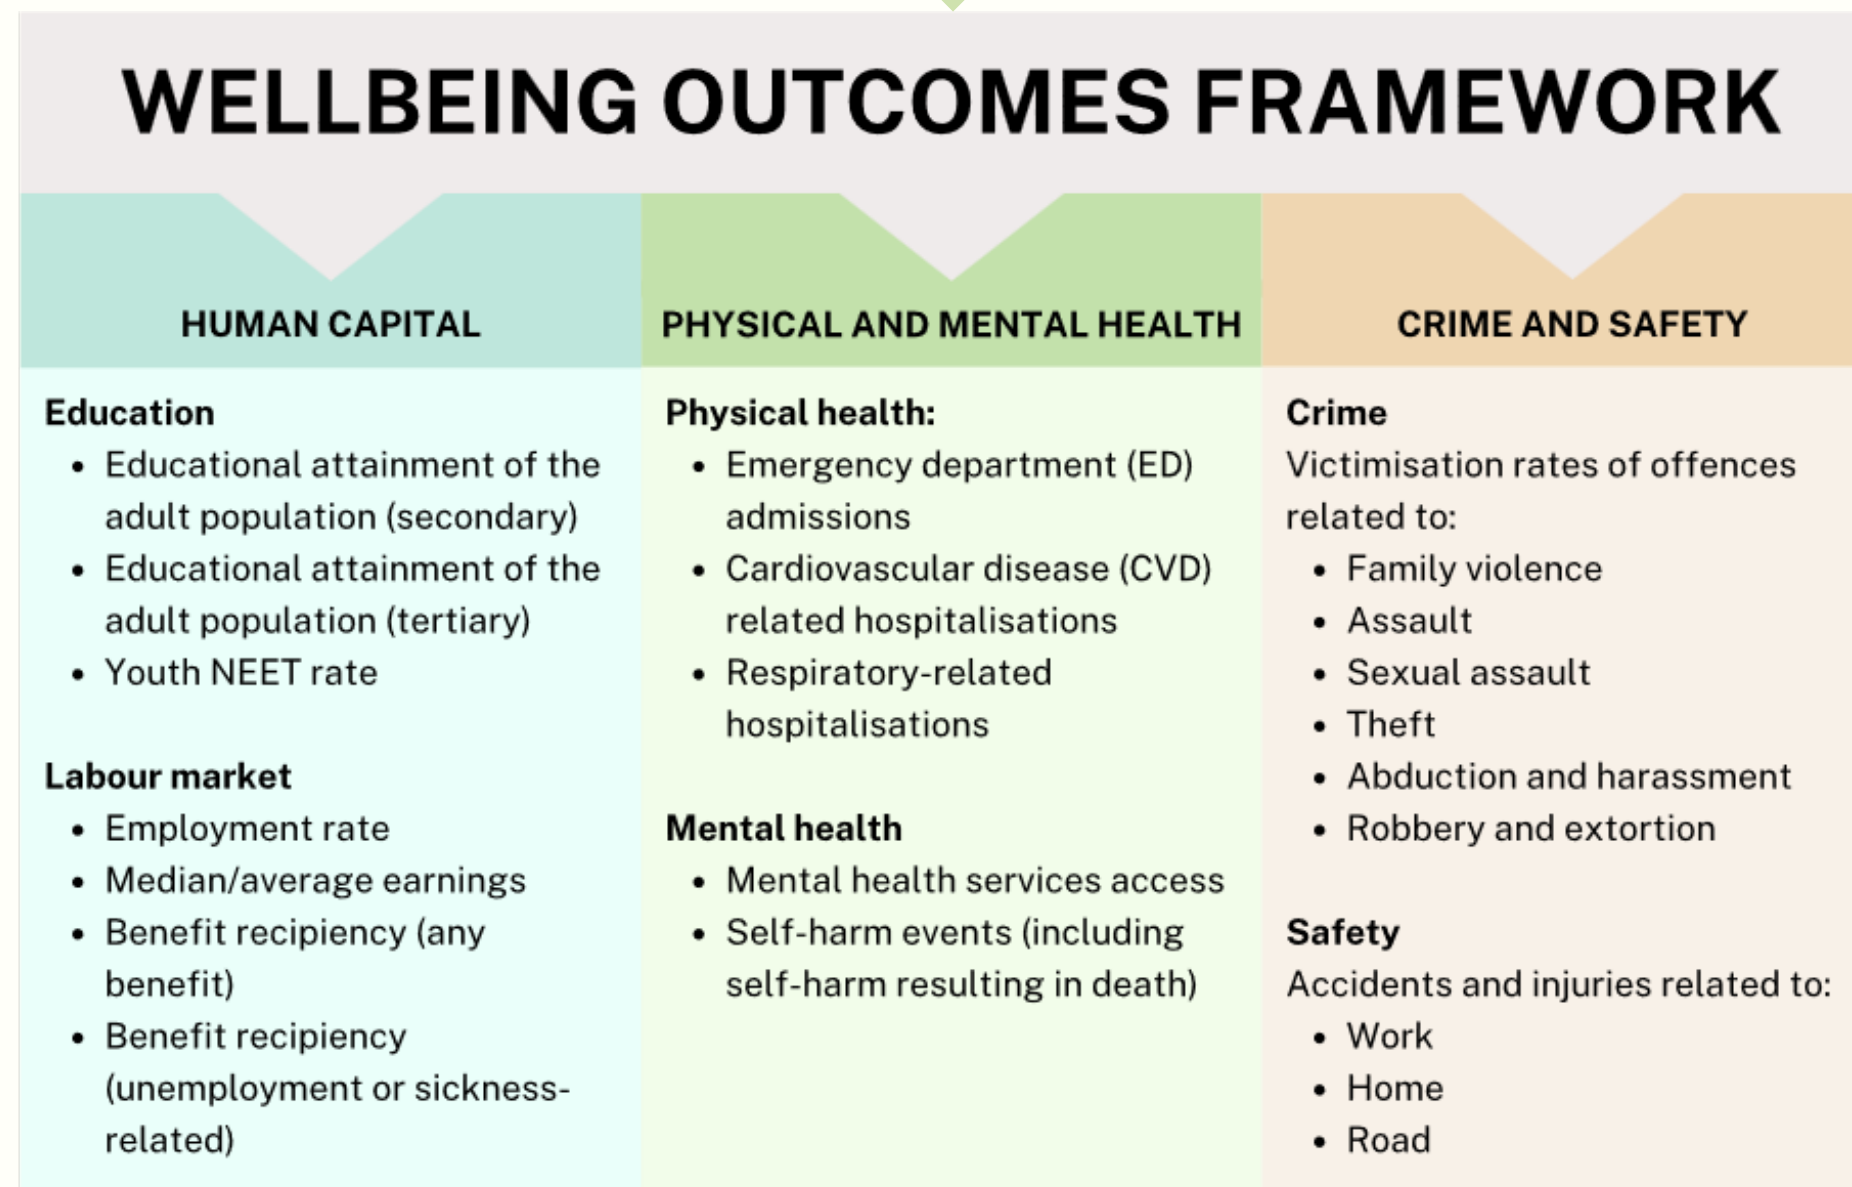 WELLBEING OUTCOMES FRAMEWORK
HUMAN CAPITAL
Education
• Educational attainment of the
adult population (secondary)
• Educational attainment of the
adult population (tertiary)
• Youth NEET rate
Labour market
• Employment rate
• Median/average earnings
• Benefit recipiency (any
benefit)
• Benefit recipiency
(unemployment or sickness-
related)
PHYSICAL AND MENTAL HEALTH
Physical health:
• Emergency department (ED)
admissions
• Cardiovascular disease (CVD)
related hospitalisations
• Respiratory-related
hospitalisations
Mental health
• Mental health services access
• Self-harm events (including
self-harm resulting in death)
CRIME AND SAFETY
Crime
Victimisation rates of offences
related to:
• Family violence
• Assault
• Sexual assault
• Theft
• Abduction and harassment
• Robbery and extortion
Safety
Accidents and injuries related to:
• Work
• Home
• Road